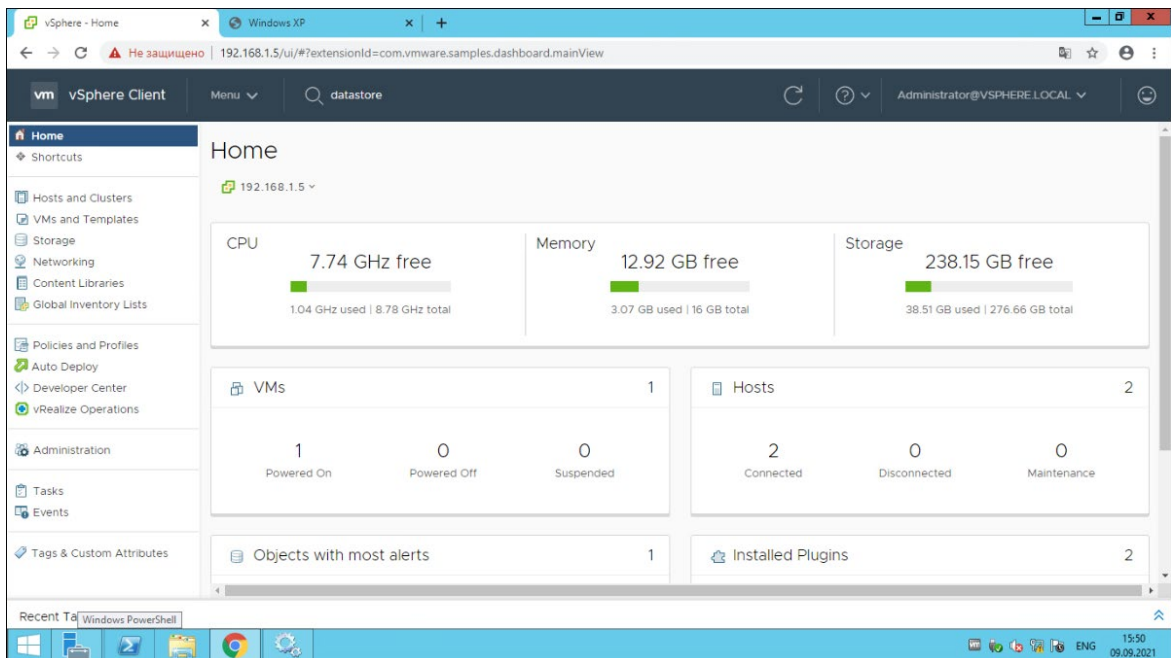 vSphere - Home
Windows XP
Не защищено 192.168.1.5/ui/#?extensionId=com.vmware.samples.dashboard.mainView
vm vSphere Client Menu datastore Administrator@VSPHERE.LOCAL
Home
Shortcuts
Hosts and Clusters
VMs and Templates
Storage
Networking
Content Libraries
Global Inventory Lists
Policies and Profiles
Auto Deploy
Developer Center
vRealize Operations
Administration
Tasks
Events
Tags & Custom Attributes
Home
192.168.1.5
CPU
7.74 GHz free
1.04 GHz used | 8.78 GHz total
Memory
12.92 GB free
3.07 GB used | 16 GB total
Storage
238.15 GB free
38.51 GB used | 276.66 GB total
VMs 1
1 0 0
Powered On Powered Off Suspended
Hosts 2
2 0 0
Connected Disconnected Maintenance
Objects with most alerts 1
Installed Plugins 2
Recent Ta
Windows PowerShell
ENG
15:50
09.09.2021